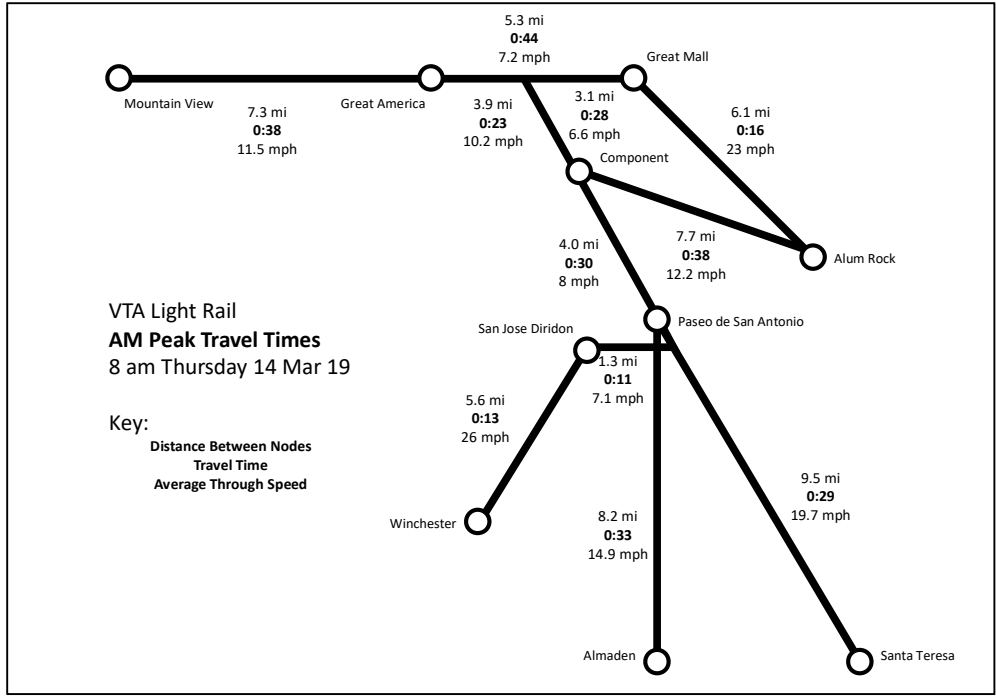 5.3 mi
0:44
7.2 mph
Great Mall
Mountain View
7.3 mi
0:38
11.5 mph
Great America
3.9 mi
0:23
10.2 mph
3.1 mi
0:28
6.6 mph
6.1 mi
0:16
23 mph
Component
4.0 mi
0:30
8 mph
7.7 mi
0:38
12.2 mph
Alum Rock
VTA Light Rail
AM Peak Travel Times
8 am Thursday 14 Mar 19
San Jose Diridon
Paseo de San Antonio
1.3 mi
0:11
7.1 mph
5.6 mi
0:13
26 mph
Key:
Distance Between Nodes
Travel Time
Average Through Speed
9.5 mi
0:29
19.7 mph
Winchester
8.2 mi
0:33
14.9 mph
Almaden
Santa Teresa